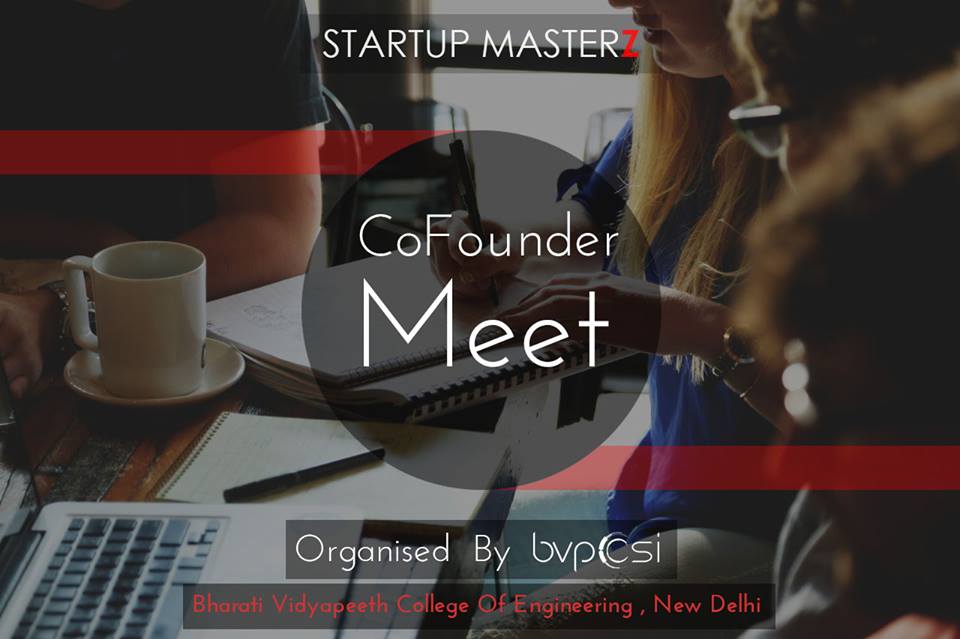 STARTUP MASTERZ
CoFounder
Meet
Organised By bvpcsi
Bharati Vidyapeeth College Of Engineering , New Delhi